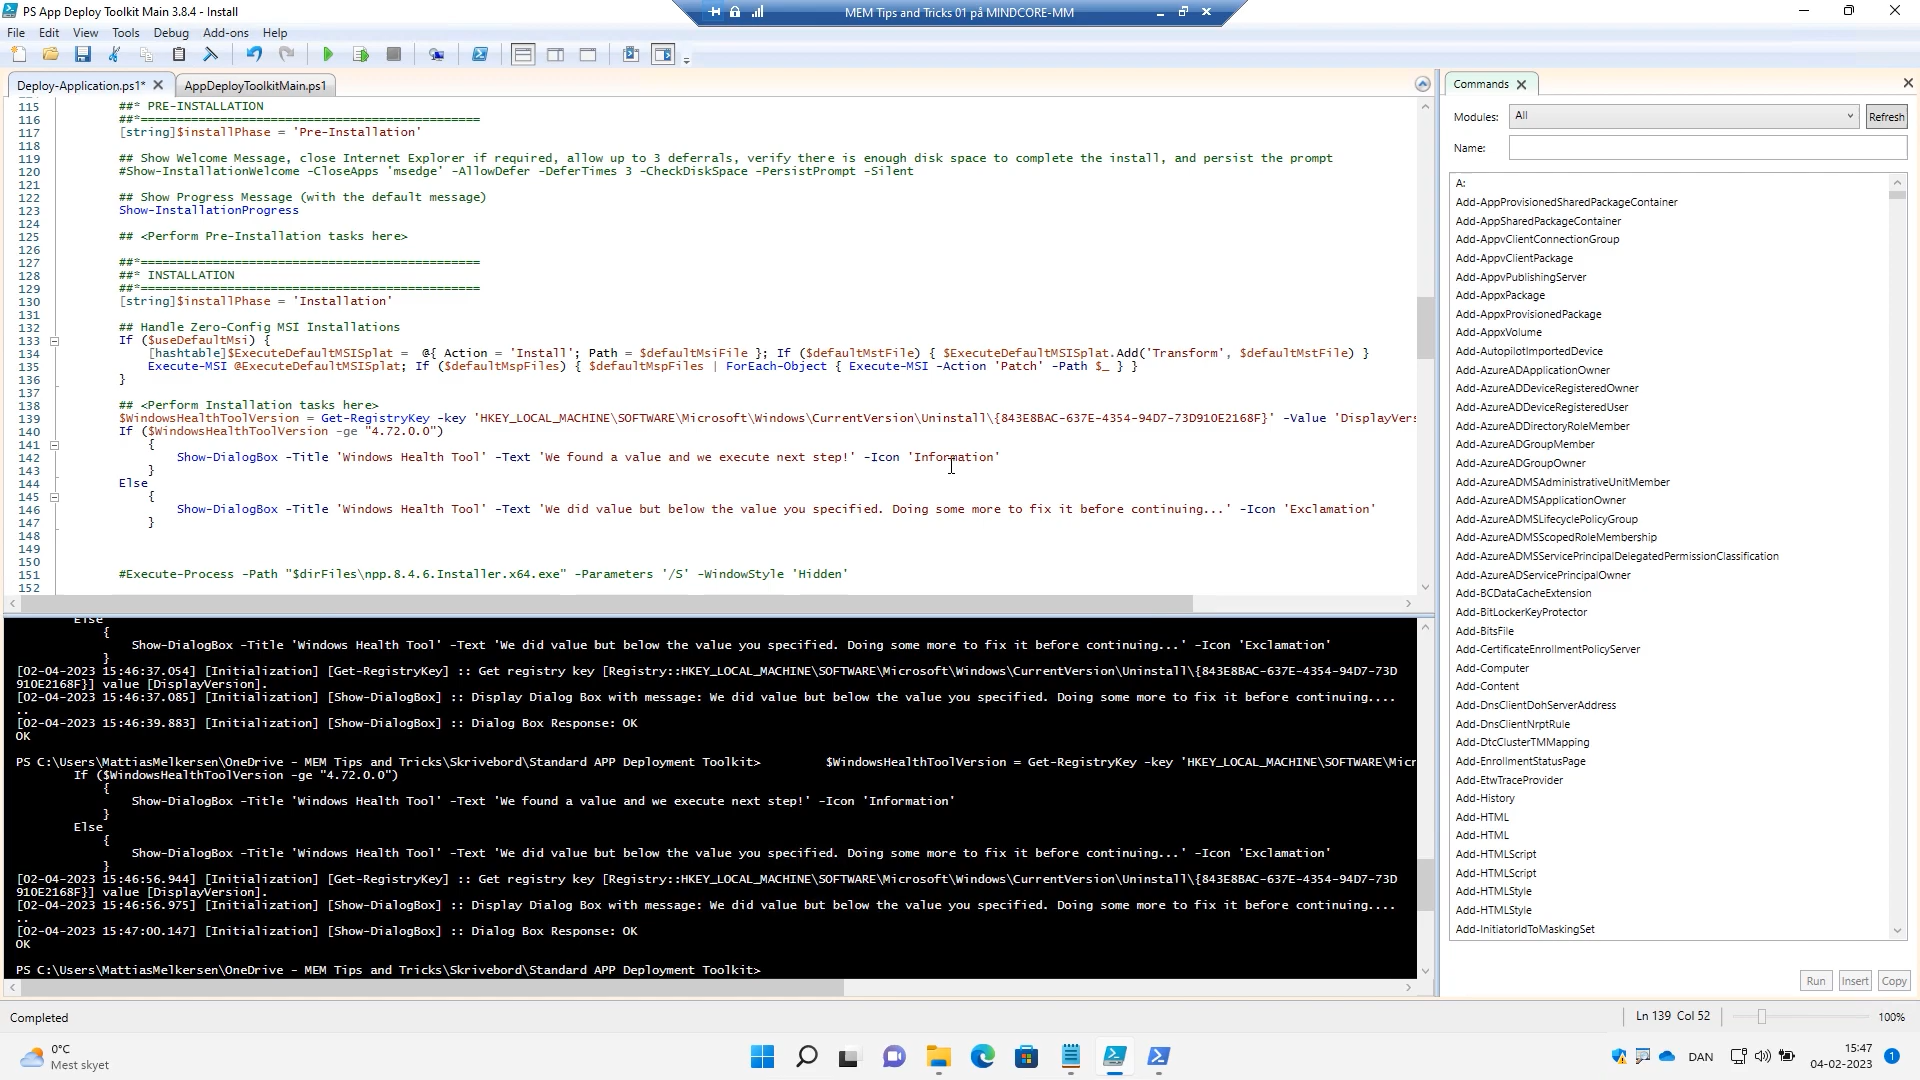 PS App Deploy Toolkit Main 3.8.4 - Install
MEM Tips and Tricks 01 på MINDCORE-MM
File Edit View Tools Debug Add-ons Help
Deploy-Application.ps1*
AppDeployToolkitMain.ps1
115 ##* PRE-INSTALLATION
116 ##*===============================================
117 [string]$installPhase = 'Pre-Installation'
118
119 ## Show Welcome Message, close Internet Explorer if required, allow up to 3 deferrals, verify there is enough disk space to complete the install, and persist the prompt
120 #Show-InstallationWelcome -CloseApps 'msedge' -AllowDefer -DeferTimes 3 -CheckDiskSpace -PersistPrompt -Silent
121
122 ## Show Progress Message (with the default message)
123 Show-InstallationProgress
124
125 ## <Perform Pre-Installation tasks here>
126
127 ##*===============================================
128 ##* INSTALLATION
129 ##*===============================================
130 [string]$installPhase = 'Installation'
131
132 ## Handle Zero-Config MSI Installations
133 If ($useDefaultMsi) {
134 [hashtable]$ExecuteDefaultMSISplat =  @{ Action = 'Install'; Path = $defaultMsiFile }; If ($defaultMstFile) { $ExecuteDefaultMSISplat.Add('Transform', $defaultMstFile) }
135 Execute-MSI @ExecuteDefaultMSISplat; If ($defaultMspFiles) { $defaultMspFiles | ForEach-Object { Execute-MSI -Action 'Patch' -Path $_ } }
136 }
137
138 ## <Perform Installation tasks here>
139 $WindowsHealthToolVersion = Get-RegistryKey -key 'HKEY_LOCAL_MACHINE\SOFTWARE\Microsoft\Windows\CurrentVersion\Uninstall\{843E8BAC-637E-4354-94D7-73D910E2168F}' -Value 'DisplayVers
140 If ($WindowsHealthToolVersion -ge "4.72.0.0")
141 {
142 Show-DialogBox -Title 'Windows Health Tool' -Text 'We found a value and we execute next step!' -Icon 'Information'
143 }
144 Else
145 {
146 Show-DialogBox -Title 'Windows Health Tool' -Text 'We did value but below the value you specified. Doing some more to fix it before continuing...' -Icon 'Exclamation'
147 }
148
149
150
151 #Execute-Process -Path "$dirFiles\npp.8.4.6.Installer.x64.exe" -Parameters '/S' -WindowStyle 'Hidden'
152
Else
{
Show-DialogBox -Title 'Windows Health Tool' -Text 'We did value but below the value you specified. Doing some more to fix it before continuing...' -Icon 'Exclamation'
}
[02-04-2023 15:46:37.054] [Initialization] [Get-RegistryKey] :: Get registry key [Registry::HKEY_LOCAL_MACHINE\SOFTWARE\Microsoft\Windows\CurrentVersion\Uninstall\{843E8BAC-637E-4354-94D7-73D
910E2168F}] value [DisplayVersion].
[02-04-2023 15:46:37.085] [Initialization] [Show-DialogBox] :: Display Dialog Box with message: We did value but below the value you specified. Doing some more to fix it before continuing....
..
[02-04-2023 15:46:39.883] [Initialization] [Show-DialogBox] :: Dialog Box Response: OK
OK
PS C:\Users\MattiasMelkersen\OneDrive - MEM Tips and Tricks\Skrivebord\Standard APP Deployment Toolkit> $WindowsHealthToolVersion = Get-RegistryKey -key 'HKEY_LOCAL_MACHINE\SOFTWARE\Micr
If ($WindowsHealthToolVersion -ge "4.72.0.0")
{
Show-DialogBox -Title 'Windows Health Tool' -Text 'We found a value and we execute next step!' -Icon 'Information'
}
Else
{
Show-DialogBox -Title 'Windows Health Tool' -Text 'We did value but below the value you specified. Doing some more to fix it before continuing...' -Icon 'Exclamation'
}
[02-04-2023 15:46:56.944] [Initialization] [Get-RegistryKey] :: Get registry key [Registry::HKEY_LOCAL_MACHINE\SOFTWARE\Microsoft\Windows\CurrentVersion\Uninstall\{843E8BAC-637E-4354-94D7-73D
910E2168F}] value [DisplayVersion].
[02-04-2023 15:46:56.975] [Initialization] [Show-DialogBox] :: Display Dialog Box with message: We did value but below the value you specified. Doing some more to fix it before continuing....
..
[02-04-2023 15:47:00.147] [Initialization] [Show-DialogBox] :: Dialog Box Response: OK
OK
PS C:\Users\MattiasMelkersen\OneDrive - MEM Tips and Tricks\Skrivebord\Standard APP Deployment Toolkit>
Commands
Modules: All Refresh
Name:
A:
Add-AppProvisionedSharedPackageContainer
Add-AppSharedPackageContainer
Add-AppvClientConnectionGroup
Add-AppvClientPackage
Add-AppvPublishingServer
Add-AppxPackage
Add-AppxProvisionedPackage
Add-AppxVolume
Add-AutopilotImportedDevice
Add-AzureADApplicationOwner
Add-AzureADDeviceRegisteredOwner
Add-AzureADDeviceRegisteredUser
Add-AzureADDirectoryRoleMember
Add-AzureADGroupMember
Add-AzureADGroupOwner
Add-AzureADMSAdministrativeUnitMember
Add-AzureADMSApplicationOwner
Add-AzureADMSLifecyclePolicyGroup
Add-AzureADMSScopedRoleMembership
Add-AzureADMSServicePrincipalDelegatedPermissionClassification
Add-AzureADServicePrincipalOwner
Add-BCDataCacheExtension
Add-BitLockerKeyProtector
Add-BitsFile
Add-CertificateEnrollmentPolicyServer
Add-Computer
Add-Content
Add-DnsClientDohServerAddress
Add-DnsClientNrptRule
Add-DtcClusterTMMapping
Add-EnrollmentStatusPage
Add-EtwTraceProvider
Add-History
Add-HTML
Add-HTML
Add-HTMLScript
Add-HTMLScript
Add-HTMLStyle
Add-HTMLStyle
Add-InitiatorIdToMaskingSet
Run Insert Copy
Completed
Ln 139 Col 52
100%
0°C
Mest skyet
DAN
15:47
04-02-2023
1